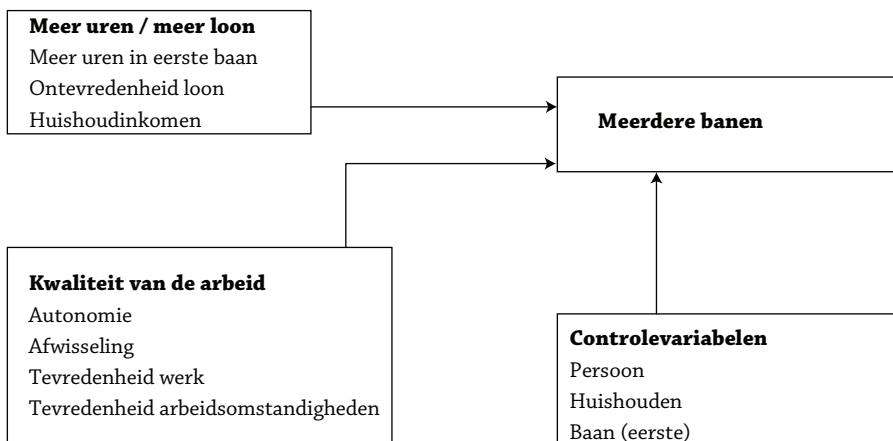 Meer uren / meer loon
Meer uren in eerste baan
Ontevredenheid loon
Huishoudinkomen
Meerdere banen
Kwaliteit van de arbeid
Autonomie
Afwisseling
Tevredenheid werk
Tevredenheid arbeidsomstandigheden
Controlevariabelen
Persoon
Huishouden
Baan (eerste)